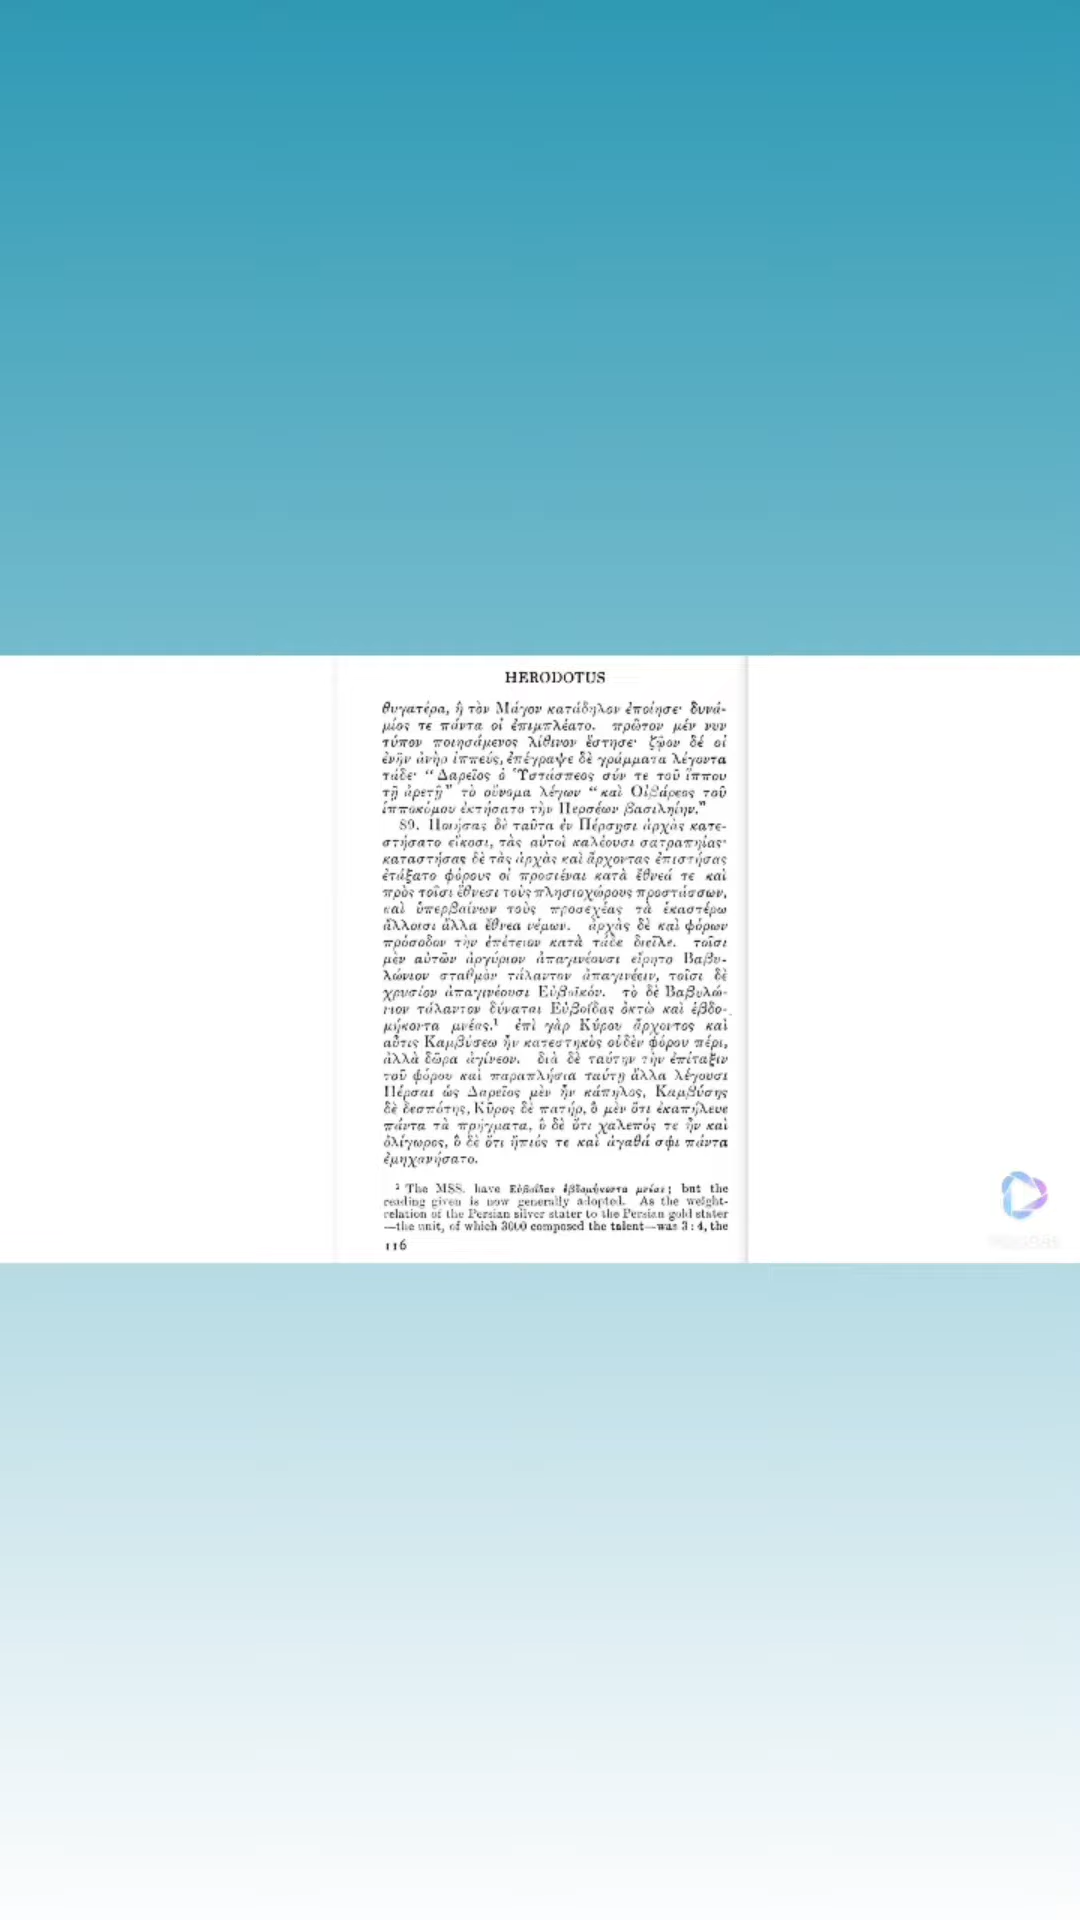 HERODOTUS
θυγατέρα, ἣ τὸν Μάγον κατάδηλον ἐποίησε· δυνά-
μιός τε πάντα οἱ ἐπιμπλέατο. πρῶτον μέν νυν
τύπον ποιησάμενος λίθινον ἔστησε· ζῷον δέ οἱ
ἐνῆν ἀνὴρ ἱππεύς, ἐπέγραψε δὲ γράμματα λέγοντα
τάδε· “Δαρεῖος ὁ Ὑστάσπεος σύν τε τοῦ ἵππου
τῇ ἀρετῇ” τὸ οὔνομα λέγων “καὶ Οἰβάρεος τοῦ
ἱπποκόμου ἐκτήσατο τὴν Περσέων βασιληίην.”
89. Ποιήσας δὲ ταῦτα ἐν Πέρσῃσι ἀρχὰς κατε-
στήσατο εἴκοσι, τὰς αὐτοὶ καλέουσι σατραπηίας·
καταστήσας δὲ τὰς ἀρχὰς καὶ ἄρχοντας ἐπιστήσας
ἐτάξατο φόρους οἱ προσιέναι κατὰ ἔθνεά τε καὶ
πρὸς τοῖσι ἔθνεσι τοὺς πλησιοχώρους προστάσσων,
καὶ ὑπερβαίνων τοὺς προσεχέας τὰ ἑκαστέρω
ἄλλοισι ἄλλα ἔθνεα νέμων. ἀρχὰς δὲ καὶ φόρων
πρόσοδον τὴν ἐπέτειον κατὰ τάδε διεῖλε. τοῖσι
μὲν αὐτῶν ἀργύριον ἀπαγινέουσι εἴρητο Βαβυ-
λώνιον σταθμὸν τάλαντον ἀπαγινέειν, τοῖσι δὲ
χρυσίον ἀπαγινέουσι Εὐβοϊκόν. τὸ δὲ Βαβυλώ-
νιον τάλαντον δύναται Εὐβοΐδας ὀκτὼ καὶ ἑβδο-
μήκοντα μνέας.¹ ἐπὶ γὰρ Κύρου ἄρχοντος καὶ
αὖτις Καμβύσεω ἦν κατεστηκὸς οὐδὲν φόρου πέρι,
ἀλλὰ δῶρα ἀγίνεον. διὰ δὲ ταύτην τὴν ἐπίταξιν
τοῦ φόρου καὶ παραπλήσια ταύτῃ ἄλλα λέγουσι
Πέρσαι ὡς Δαρεῖος μὲν ἦν κάπηλος, Καμβύσης
δὲ δεσπότης, Κῦρος δὲ πατήρ, ὃ μὲν ὅτι ἐκαπήλευε
πάντα τὰ πρήγματα, ὃ δὲ ὅτι χαλεπός τε ἦν καὶ
ὀλίγωρος, ὃ δὲ ὅτι ἤπιός τε καὶ ἀγαθά σφι πάντα
ἐμηχανήσατο.
¹ The MSS. have Εὐβοΐδας ἑβδομήκοντα μνέας; but the
reading given is now generally adopted. As the weight-
relation of the Persian silver stater to the Persian gold stater
—the unit, of which 3000 composed the talent—was 3:4, the
116